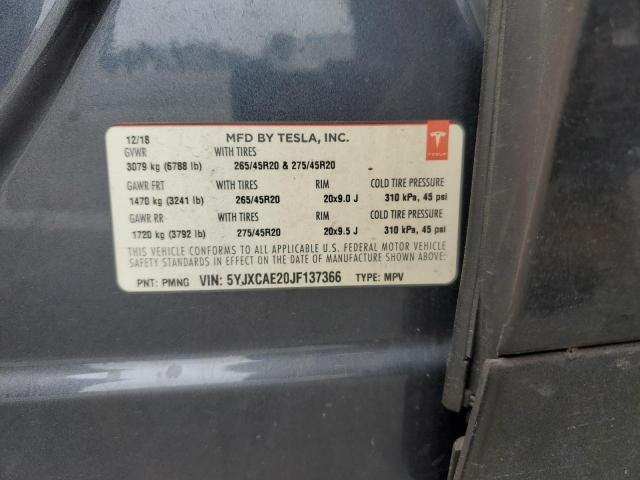 12/18 MFD BY TESLA, INC.
GVWR WITH TIRES
3079 kg (6788 lb) 265/45R20 & 275/45R20
TESLA
GAWR FRT WITH TIRES RIM COLD TIRE PRESSURE
1470 kg (3241 lb) 265/45R20 20x9.0 J 310 kPa, 45 psi
GAWR RR WITH TIRES RIM COLD TIRE PRESSURE
1720 kg (3792 lb) 275/45R20 20x9.5 J 310 kPa, 45 psi
THIS VEHICLE CONFORMS TO ALL APPLICABLE U.S. FEDERAL MOTOR VEHICLE
SAFETY STANDARDS IN EFFECT ON THE DATE OF MANUFACTURE SHOWN ABOVE:
PNT: PMNG VIN: 5YJXCAE20JF137366 TYPE: MPV